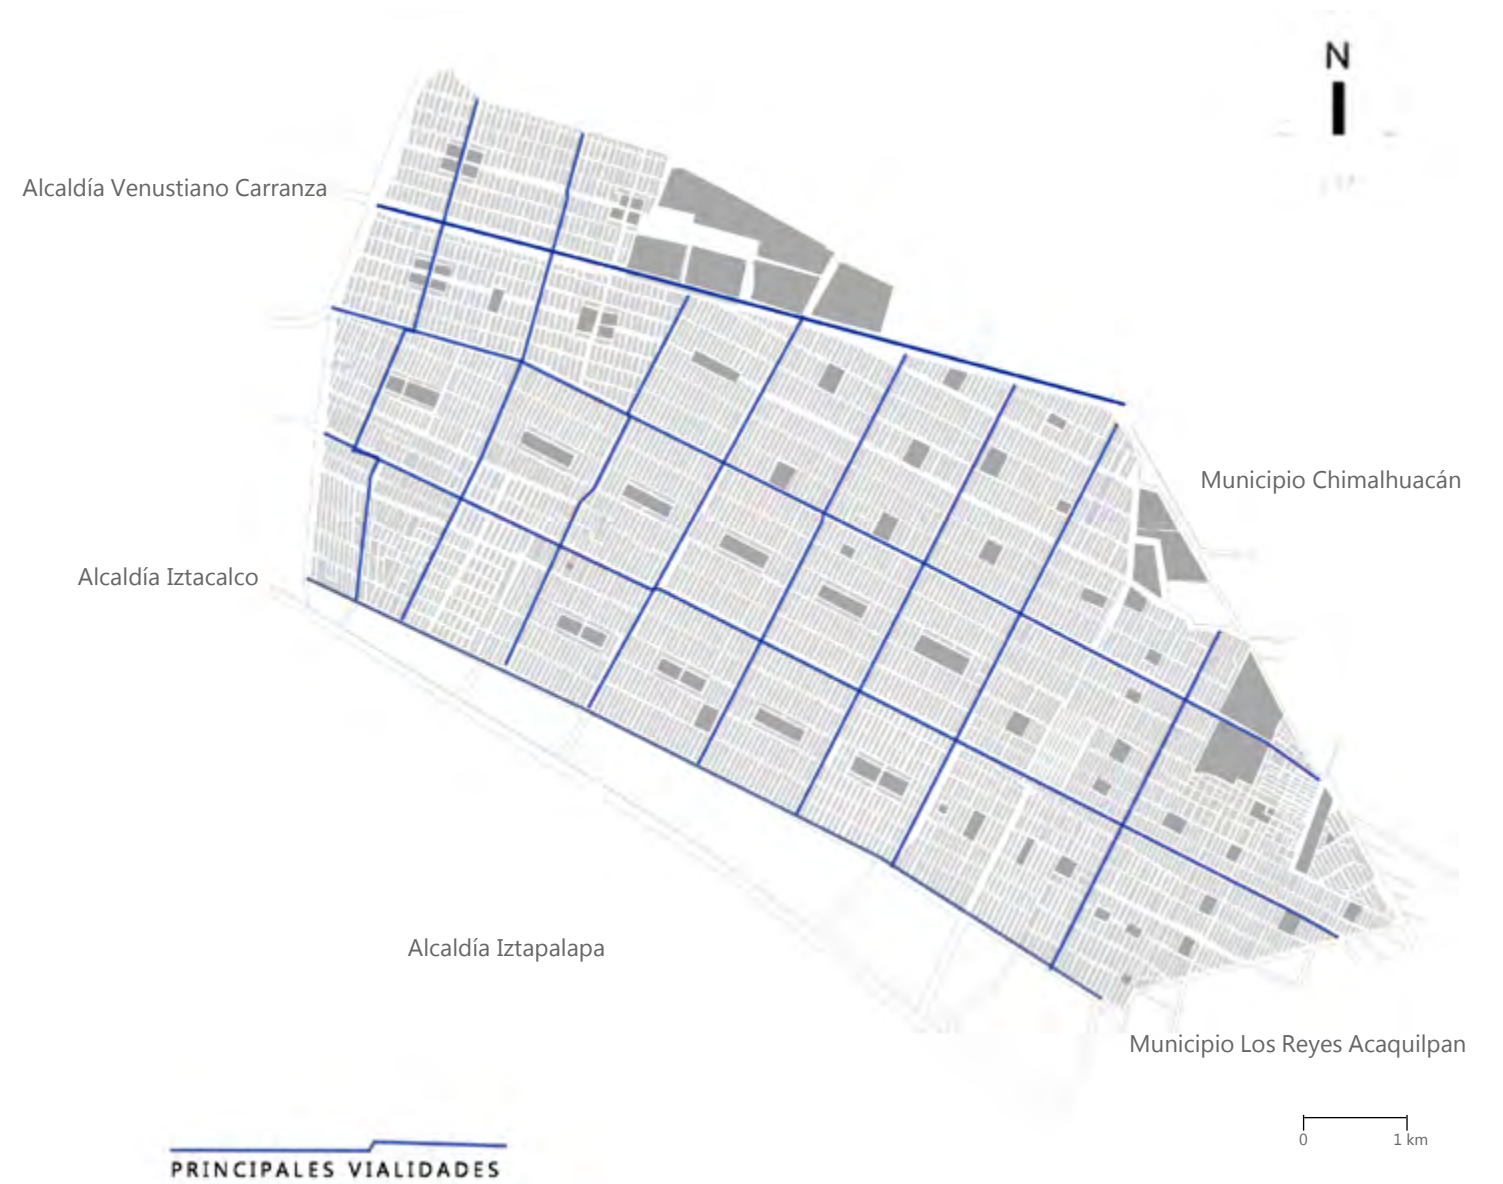 N
Alcaldía Venustiano Carranza
Municipio Chimalhuacán
Alcaldía Iztacalco
Alcaldía Iztapalapa
Municipio Los Reyes Acaquilpan
0 1 km
PRINCIPALES VIALIDADES